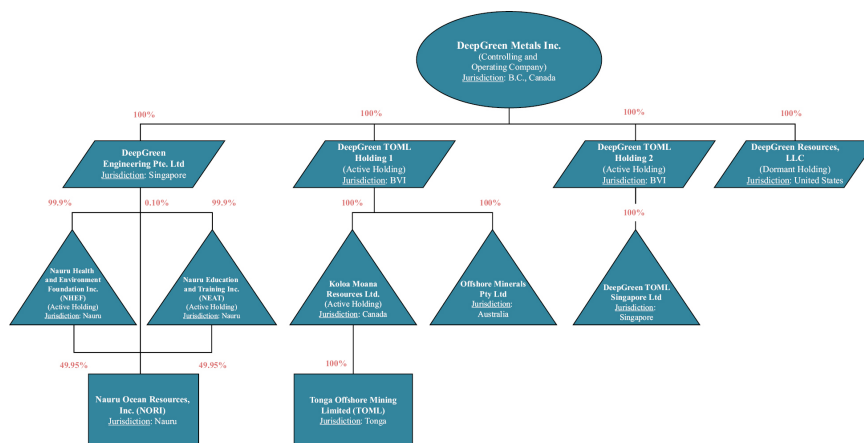 DeepGreen Metals Inc.
(Controlling and
Operating Company)
Jurisdiction: B.C., Canada
100%
100%
100%
100%
DeepGreen
Engineering Pte. Ltd
Jurisdiction: Singapore
DeepGreen TOML
Holding 1
(Active Holding)
Jurisdiction: BVI
DeepGreen TOML
Holding 2
(Active Holding)
Jurisdiction: BVI
DeepGreen Resources,
LLC
(Dormant Holding)
Jurisdiction: United States
99.9%
0.10%
99.9%
100%
100%
100%
Nauru Health
and Environment
Foundation Inc.
(NHEF)
(Active Holding)
Jurisdiction: Nauru
Nauru Education
and Training Inc.
(NEAT)
(Active Holding)
Jurisdiction: Nauru
Koloa Moana
Resources Ltd.
(Active Holding)
Jurisdiction: Canada
Offshore Minerals
Pty Ltd
Jurisdiction:
Australia
DeepGreen TOML
Singapore Ltd
Jurisdiction:
Singapore
49.95%
49.95%
100%
Nauru Ocean Resources,
Inc. (NORI)
Jurisdiction: Nauru
Tonga Offshore Mining
Limited (TOML)
Jurisdiction: Tonga